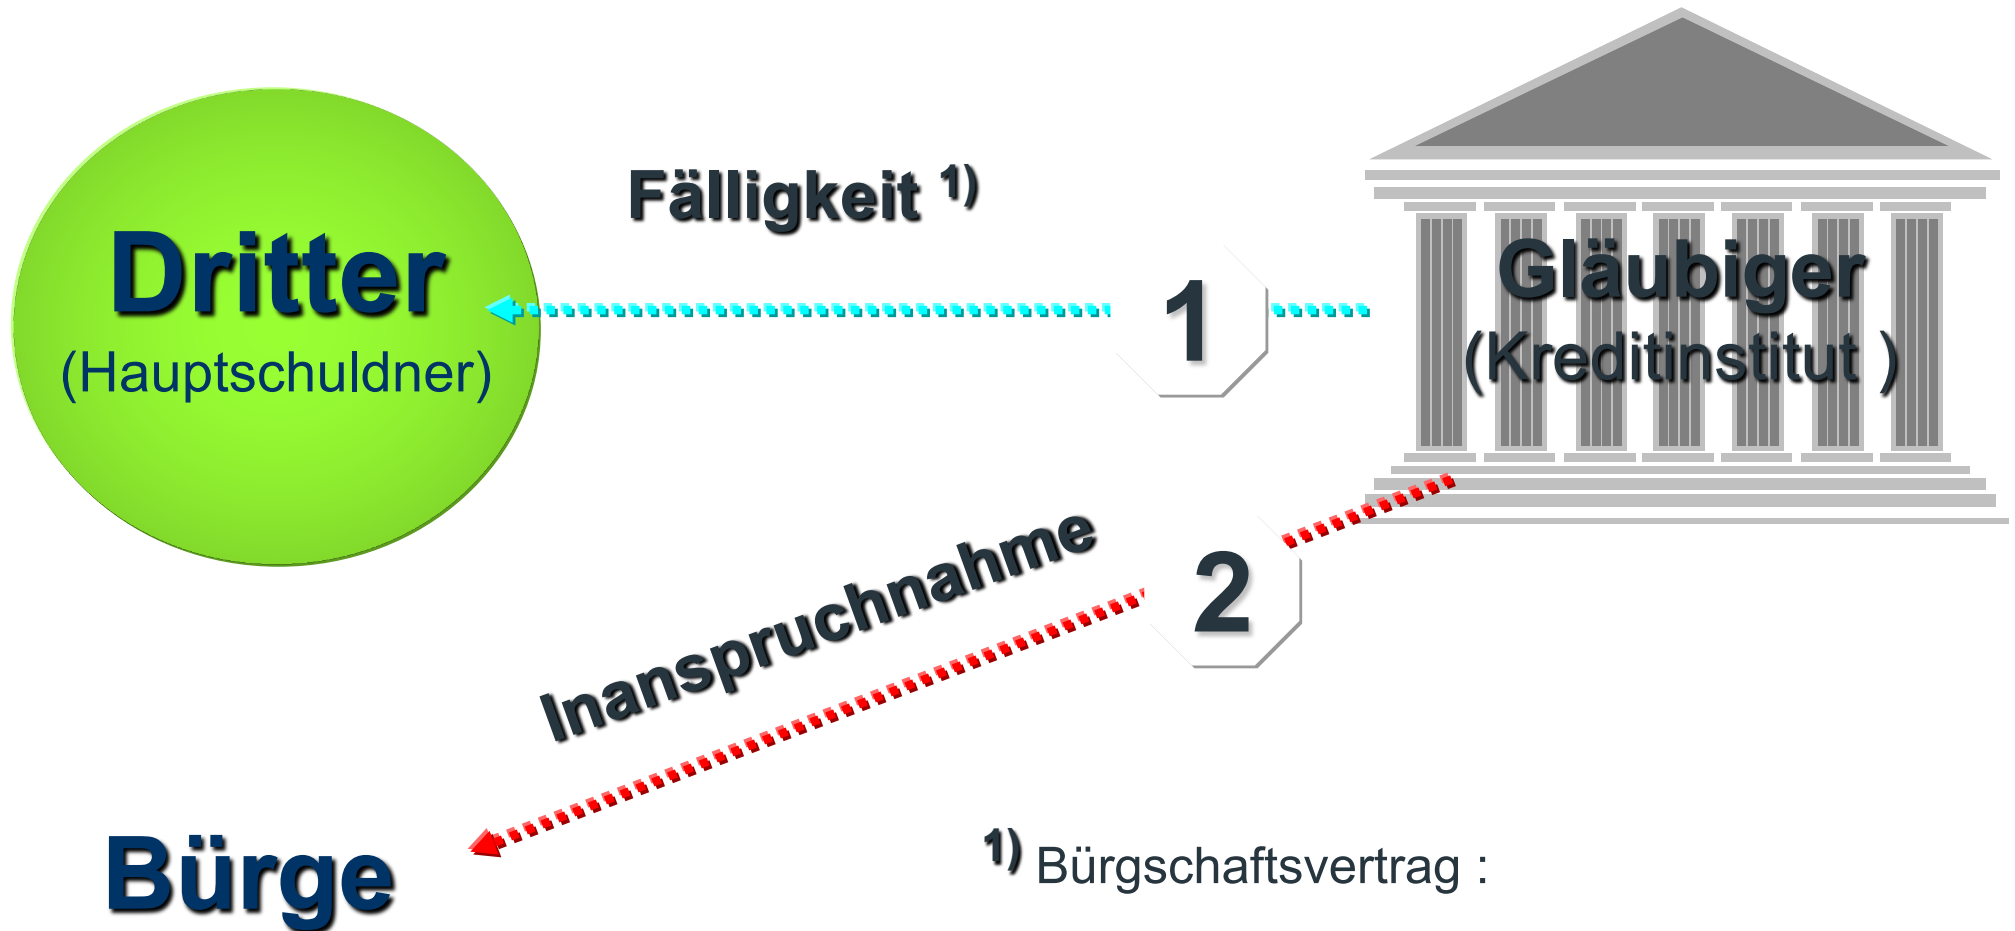 Fälligkeit 1)
Dritter
(Hauptschuldner)
1
Gläubiger
(Kreditinstitut )
Inanspruchnahme
2
Bürge
1) Bürgschaftsvertrag :